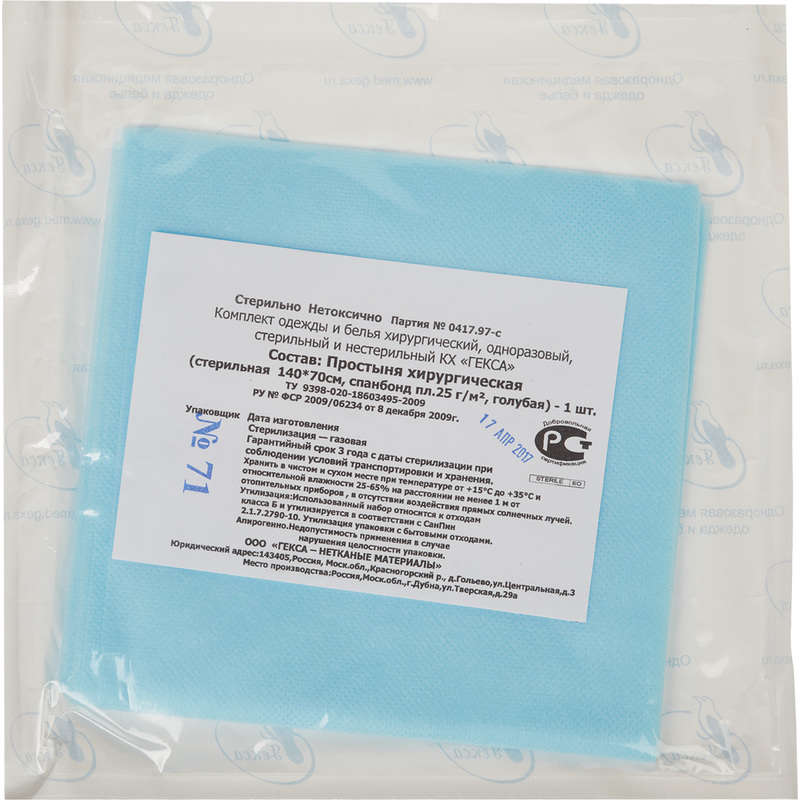 Гекса
Одноразовая медицинская
одежда и белье
www.med.gexa.ru
Стерильно Нетоксично Партия № 0417.97-с
Комплект одежды и белья хирургический, одноразовый,
стерильный и нестерильный КХ «ГЕКСА»
Состав: Простыня хирургическая
(стерильная 140*70см, спанбонд пл.25 г/м², голубая) - 1 шт.
ТУ 9398-020-18603495-2009
РУ № ФСР 2009/06234 от 8 декабря 2009г.
Упаковщик
№ 71
Дата изготовления
17 АПР 2017
Стерилизация — газовая
Гарантийный срок 3 года с даты стерилизации при
соблюдении условий транспортировки и хранения.
Хранить в чистом и сухом месте при температуре от +15°С до +35°С и
относительной влажности 25-65% на расстоянии не менее 1 м от
отопительных приборов , в отсутствии воздействия прямых солнечных лучей.
Утилизация:Использованный набор относится к отходам
класса Б и утилизируется в соответствии с СанПин
2.1.7.2790-10. Утилизация упаковки с бытовыми отходами.
Апирогенно.Недопустимость применения в случае
нарушения целостности упаковки.
ООО «ГЕКСА – НЕТКАНЫЕ МАТЕРИАЛЫ»
Юридический адрес:143405,Россия, Моск.обл.,Красногорский р., д.Гольево,ул.Центральная,д.3
Место производства:Россия,Моск.обл.,г.Дубна,ул.Тверская,д.29а
Добровольная
РСТ
сертификация
STERILE EO